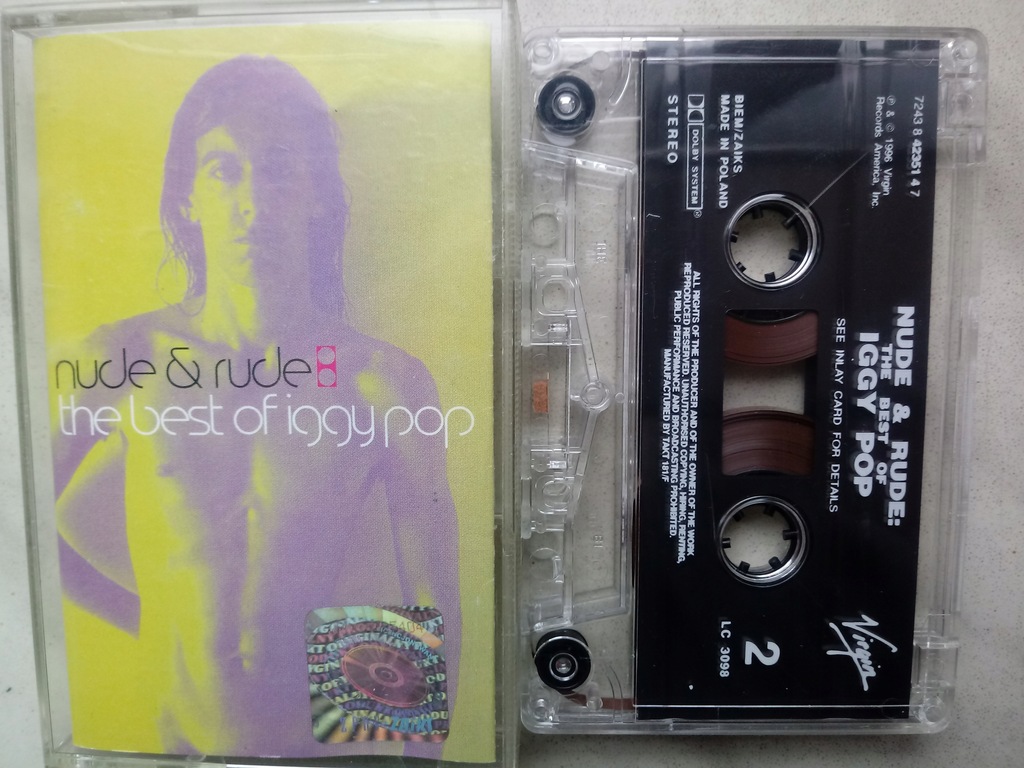 nude & rude:
the best of iggy pop
NUDE & RUDE:
THE BEST OF
IGGY POP
SEE INLAY CARD FOR DETAILS
7243 8 42351 4 7
℗ & © 1996 Virgin
Records America, Inc.
BIEM/ZAIKS
MADE IN POLAND
DOLBY SYSTEM
STEREO
ALL RIGHTS OF THE PRODUCER AND OF THE OWNER OF THE WORK
REPRODUCED RESERVED. UNAUTHORISED COPYING, HIRING, RENTING,
PUBLIC PERFORMANCE AND BROADCASTING PROHIBITED.
MANUFACTURED BY TAKT 181/F
Virgin
2
LC 3098